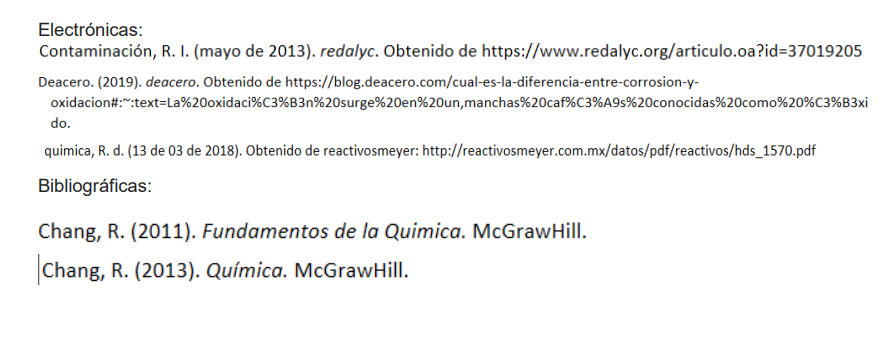 Electrónicas:
Contaminación, R. I. (mayo de 2013). redalyc. Obtenido de https://www.redalyc.org/articulo.oa?id=37019205
Deacero. (2019). deacero. Obtenido de https://blog.deacero.com/cual-es-la-diferencia-entre-corrosion-y-
oxidacion#:~:text=La%20oxidaci%C3%B3n%20surge%20en%20un,manchas%20caf%C3%A9s%20conocidas%20como%20%C3%B3xi
do.
quimica, R. d. (13 de 03 de 2018). Obtenido de reactivosmeyer: http://reactivosmeyer.com.mx/datos/pdf/reactivos/hds_1570.pdf
Bibliográficas:
Chang, R. (2011). Fundamentos de la Quimica. McGrawHill.
Chang, R. (2013). Química. McGrawHill.